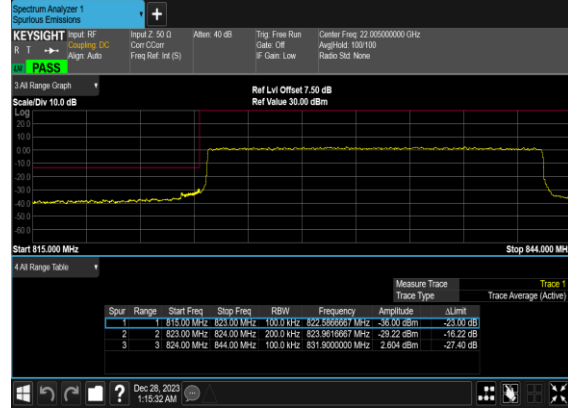 Spectrum Analyzer 1
Spurious Emissions
KEYSIGHT Input: RF Input Z: 50 Ω Atten: 40 dB Trig: Free Run Center Freq: 22.005000000 GHz
R T Coupling: DC Corr CCorr Gate: Off Avg|Hold: 100/100
Align: Auto Freq Ref: Int (S) IF Gain: Low Radio Std: None
PASS
3 All Range Graph
Ref Lvl Offset 7.50 dB
Scale/Div 10.0 dB Ref Value 30.00 dBm
Log
20.0
10.0
0.00
-10.0
-20.0
-30.0
-40.0
-50.0
-60.0
Start 815.000 MHz Stop 844.000 MH
4 All Range Table
Measure Trace Trace 1
Trace Type Trace Average (Active)
Spur Range Start Freq Stop Freq RBW Frequency Amplitude ΔLimit
1 1 815.00 MHz 823.00 MHz 100.0 kHz 822.5866667 MHz -36.00 dBm -23.00 dB
2 2 823.00 MHz 824.00 MHz 200.0 kHz 823.9616667 MHz -29.22 dBm -16.22 dB
3 3 824.00 MHz 844.00 MHz 100.0 kHz 831.9000000 MHz 2.604 dBm -27.40 dB
? Dec 28, 2023
1:15:32 AM